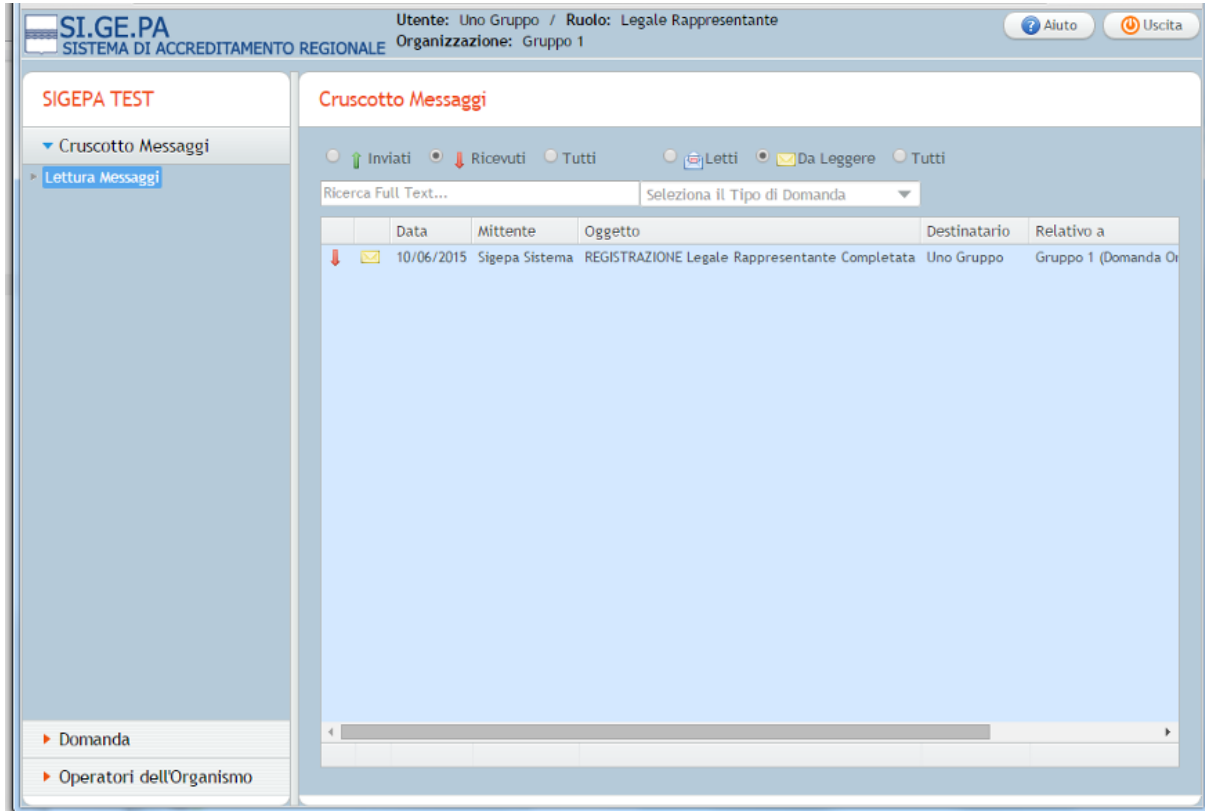 SI.GE.PA
SISTEMA DI ACCREDITAMENTO REGIONALE
Utente: Uno Gruppo / Ruolo: Legale Rappresentante
Organizzazione: Gruppo 1
Aiuto
Uscita
SIGEPA TEST
Cruscotto Messaggi
Lettura Messaggi
Domanda
Operatori dell'Organismo
Cruscotto Messaggi
Inviati Ricevuti Tutti Letti Da Leggere Tutti
Ricerca Full Text... Seleziona il Tipo di Domanda
Data Mittente Oggetto Destinatario Relativo a
10/06/2015 Sigepa Sistema REGISTRAZIONE Legale Rappresentante Completata Uno Gruppo Gruppo 1 (Domanda Or